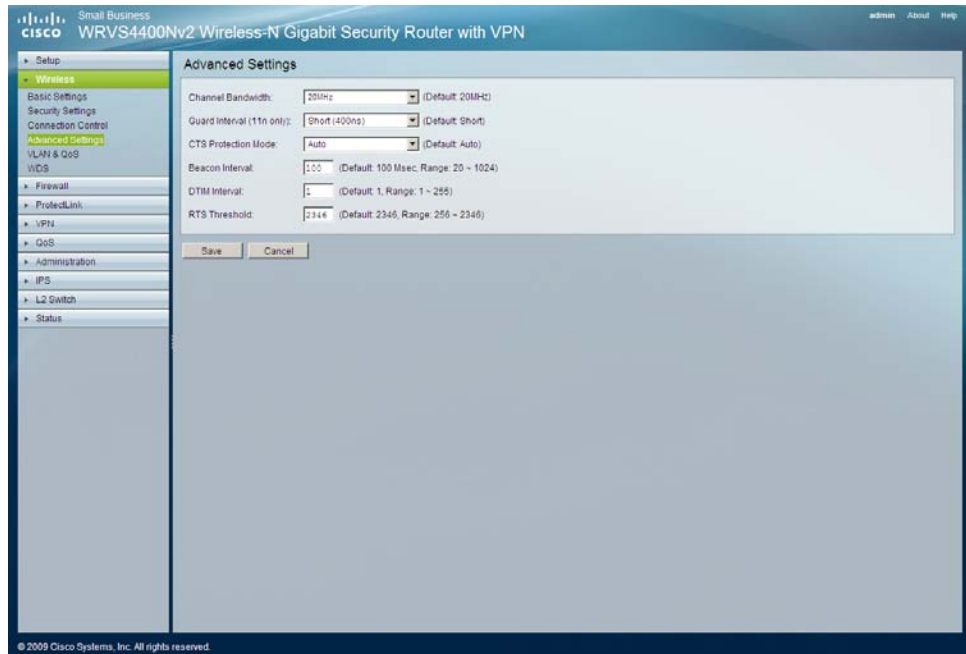 Small Business
cisco WRVS4400Nv2 Wireless-N Gigabit Security Router with VPN
admin About Help
Setup
Wireless
Basic Settings
Security Settings
Connection Control
Advanced Settings
VLAN & QoS
WDS
Firewall
ProtectLink
VPN
QoS
Administration
IPS
L2 Switch
Status
Advanced Settings
Channel Bandwidth: 20MHz (Default: 20MHz)
Guard Interval (11n only): Short (400ns) (Default: Short)
CTS Protection Mode: Auto (Default: Auto)
Beacon Interval: 100 (Default: 100 Msec, Range: 20 ~ 1024)
DTIM Interval: 1 (Default: 1, Range: 1 ~ 255)
RTS Threshold: 2346 (Default: 2346, Range: 256 ~ 2346)
Save Cancel
© 2009 Cisco Systems, Inc. All rights reserved.